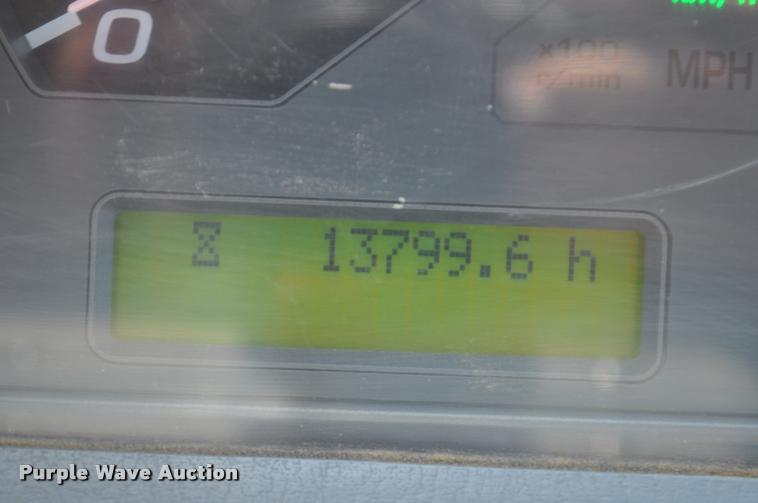 0
x100
r/min
MPH
13799.6 h
Purple Wave Auction